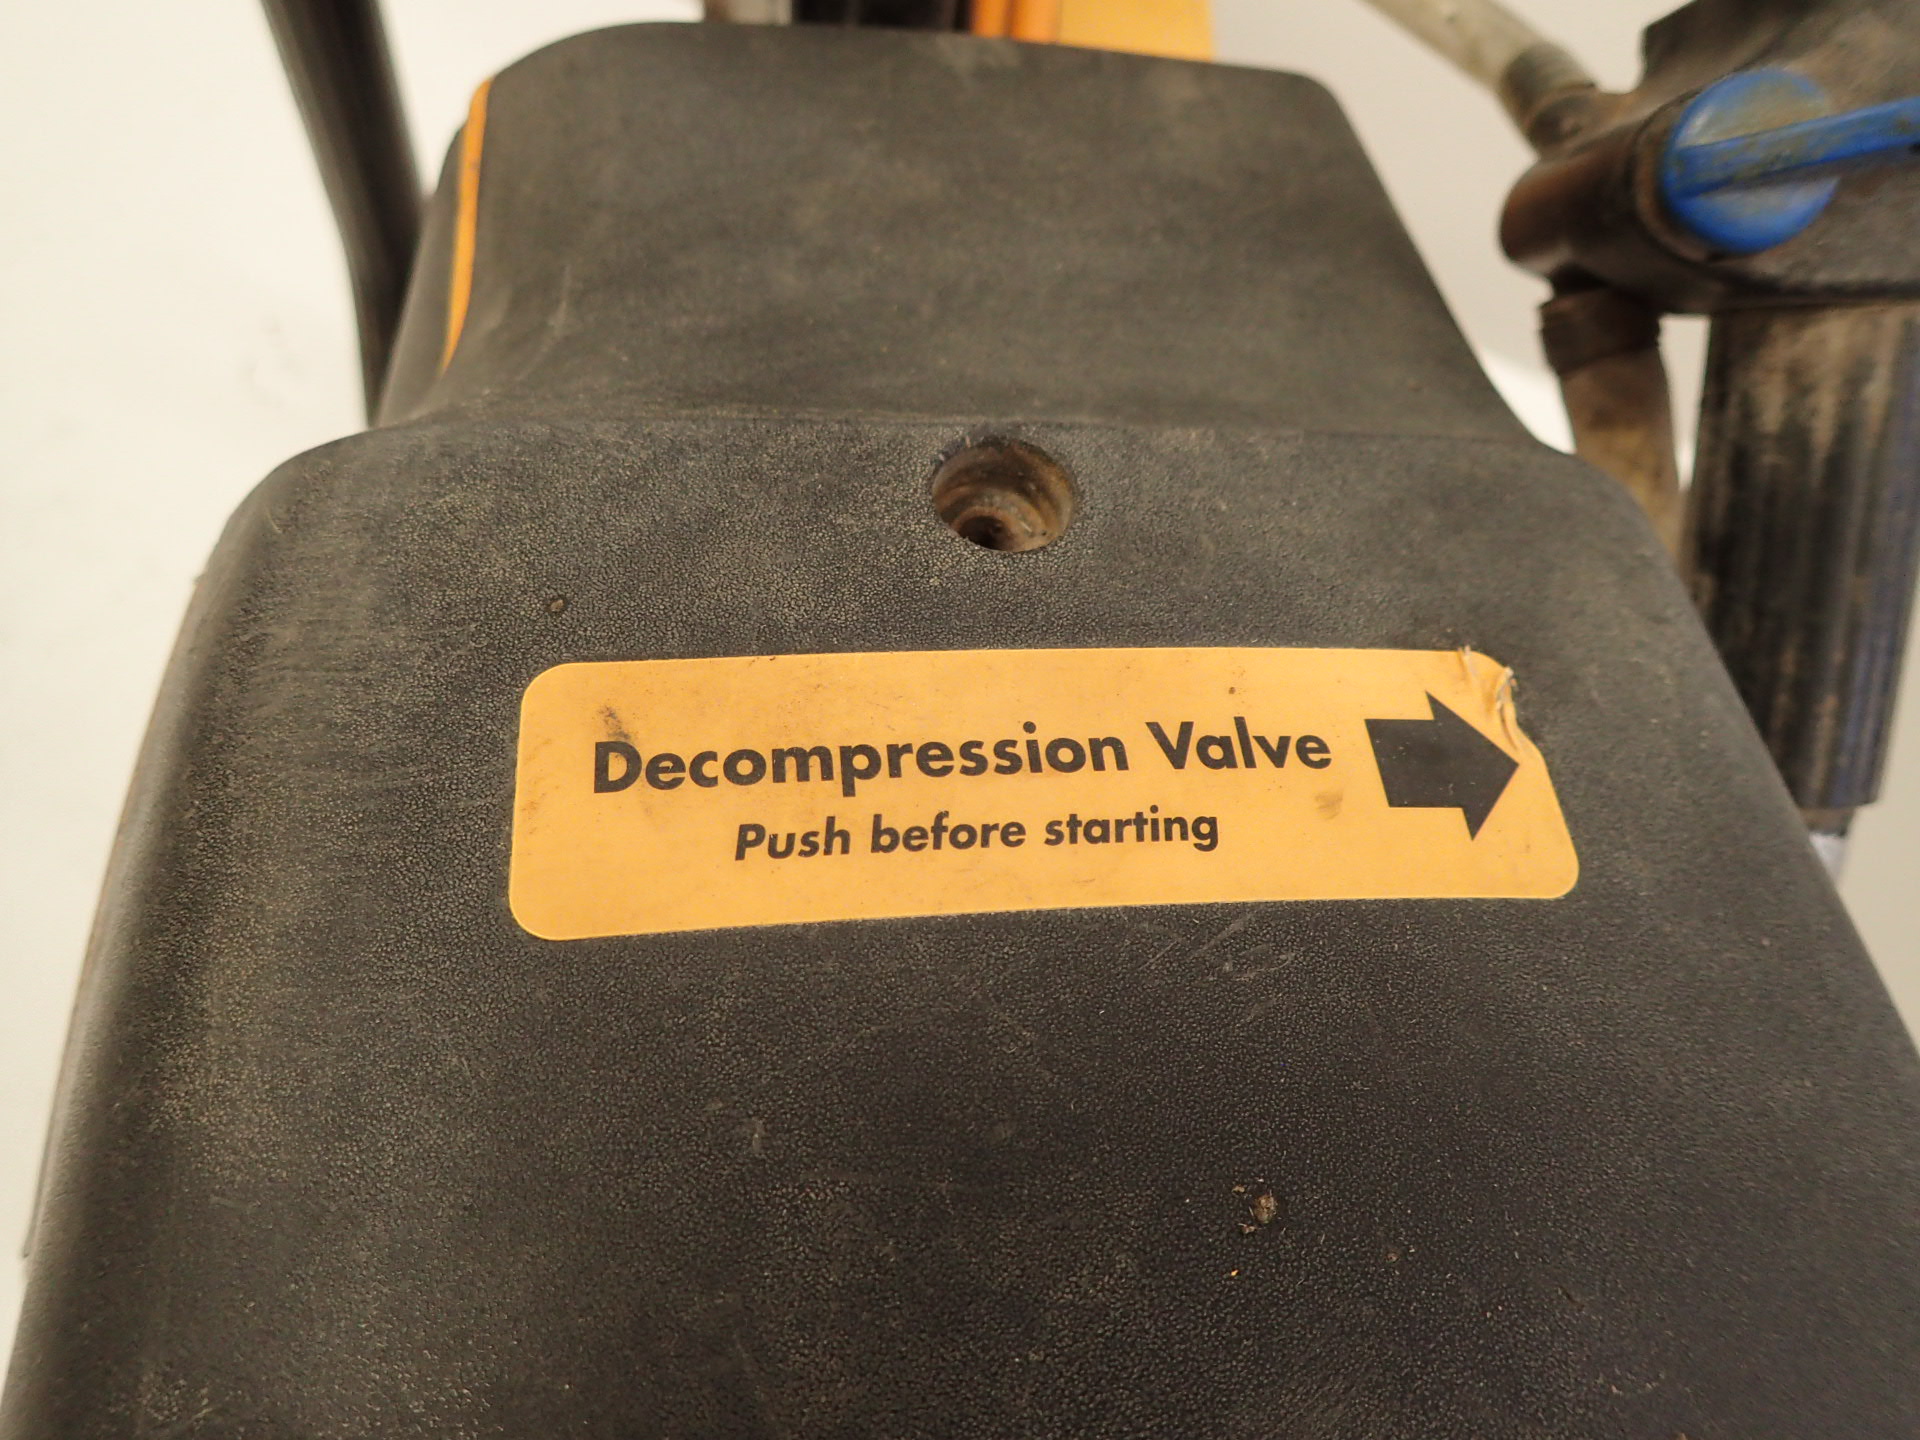 Decompression Valve
Push before starting